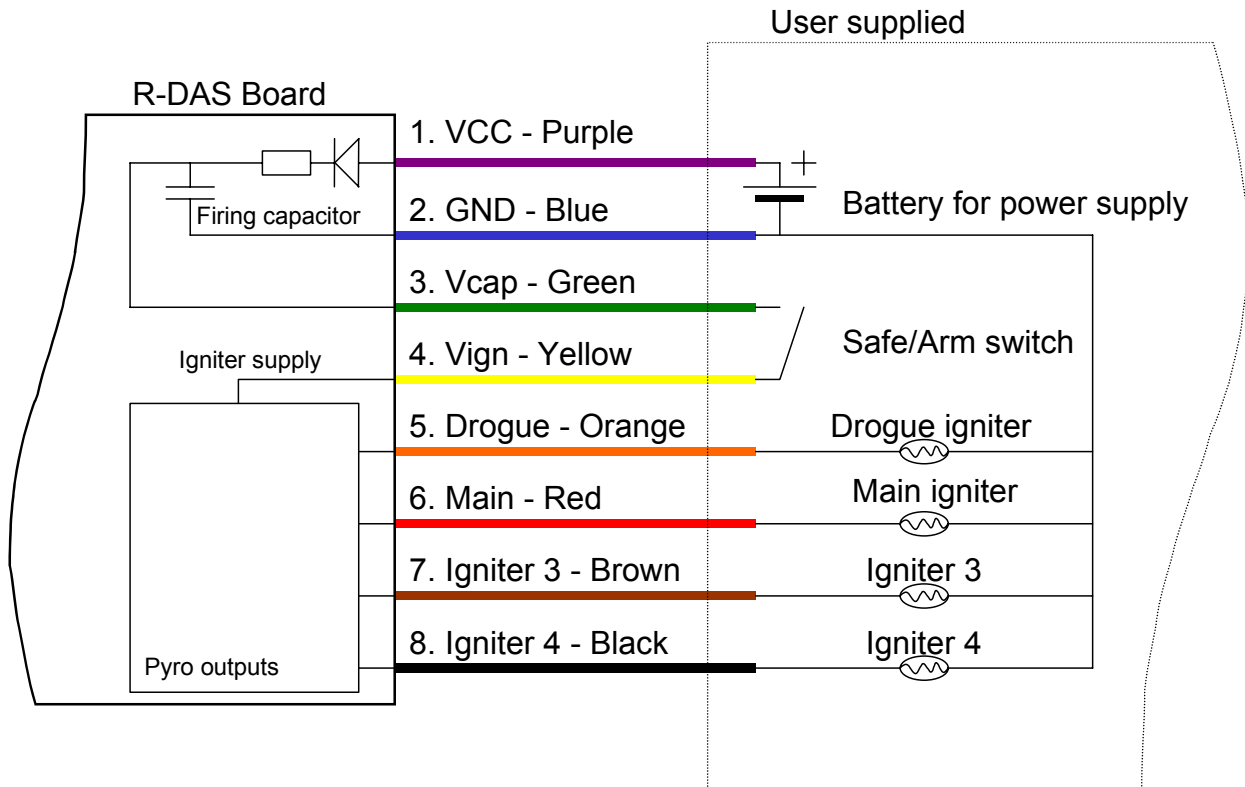 User supplied
R-DAS Board
1. VCC - Purple
+
Firing capacitor
2. GND - Blue
Battery for power supply
3. Vcap - Green
Igniter supply
4. Vign - Yellow
Safe/Arm switch
5. Drogue - Orange
Drogue igniter
6. Main - Red
Main igniter
7. Igniter 3 - Brown
Igniter 3
8. Igniter 4 - Black
Igniter 4
Pyro outputs